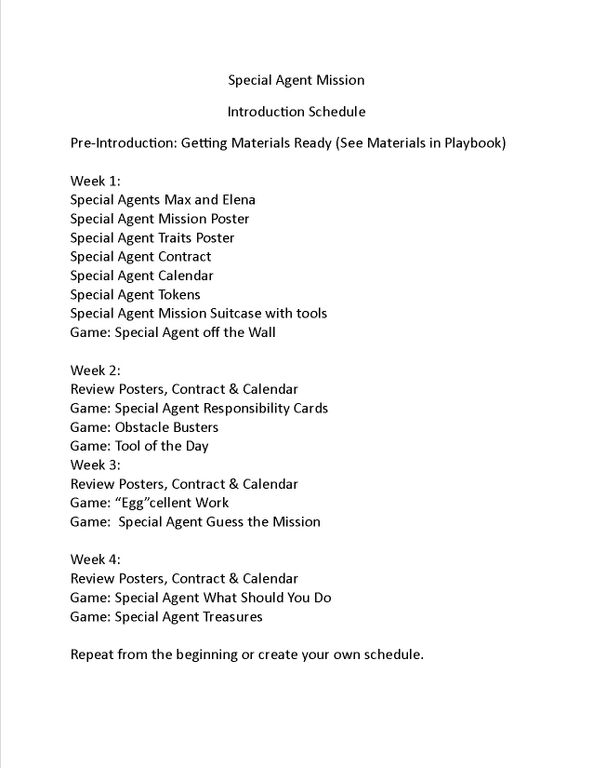 Special Agent Mission
Introduction Schedule
Pre-Introduction: Getting Materials Ready (See Materials in Playbook)
Week 1:
Special Agents Max and Elena
Special Agent Mission Poster
Special Agent Traits Poster
Special Agent Contract
Special Agent Calendar
Special Agent Tokens
Special Agent Mission Suitcase with tools
Game: Special Agent off the Wall
Week 2:
Review Posters, Contract & Calendar
Game: Special Agent Responsibility Cards
Game: Obstacle Busters
Game: Tool of the Day
Week 3:
Review Posters, Contract & Calendar
Game: “Egg”cellent Work
Game:  Special Agent Guess the Mission
Week 4:
Review Posters, Contract & Calendar
Game: Special Agent What Should You Do
Game: Special Agent Treasures
Repeat from the beginning or create your own schedule.